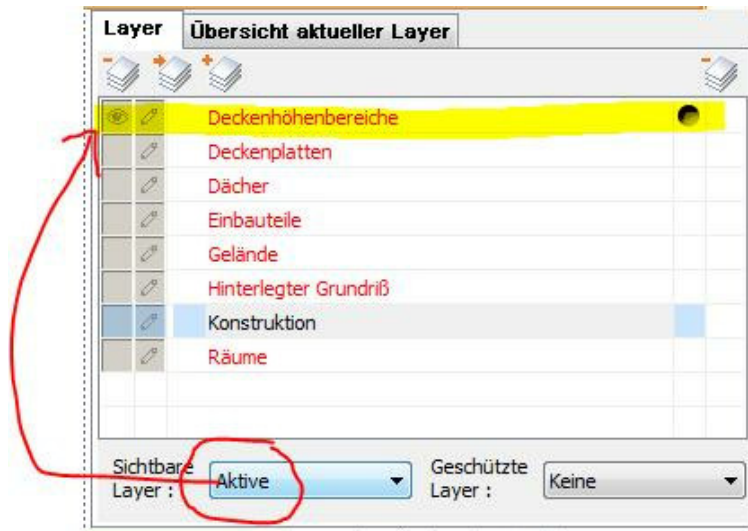 Layer Übersicht aktueller Layer
Deckenhöhenbereiche
Deckenplatten
Dächer
Einbauteile
Gelände
Hinterlegter Grundriß
Konstruktion
Räume
Sichtbare Layer : Aktive Geschützte Layer : Keine